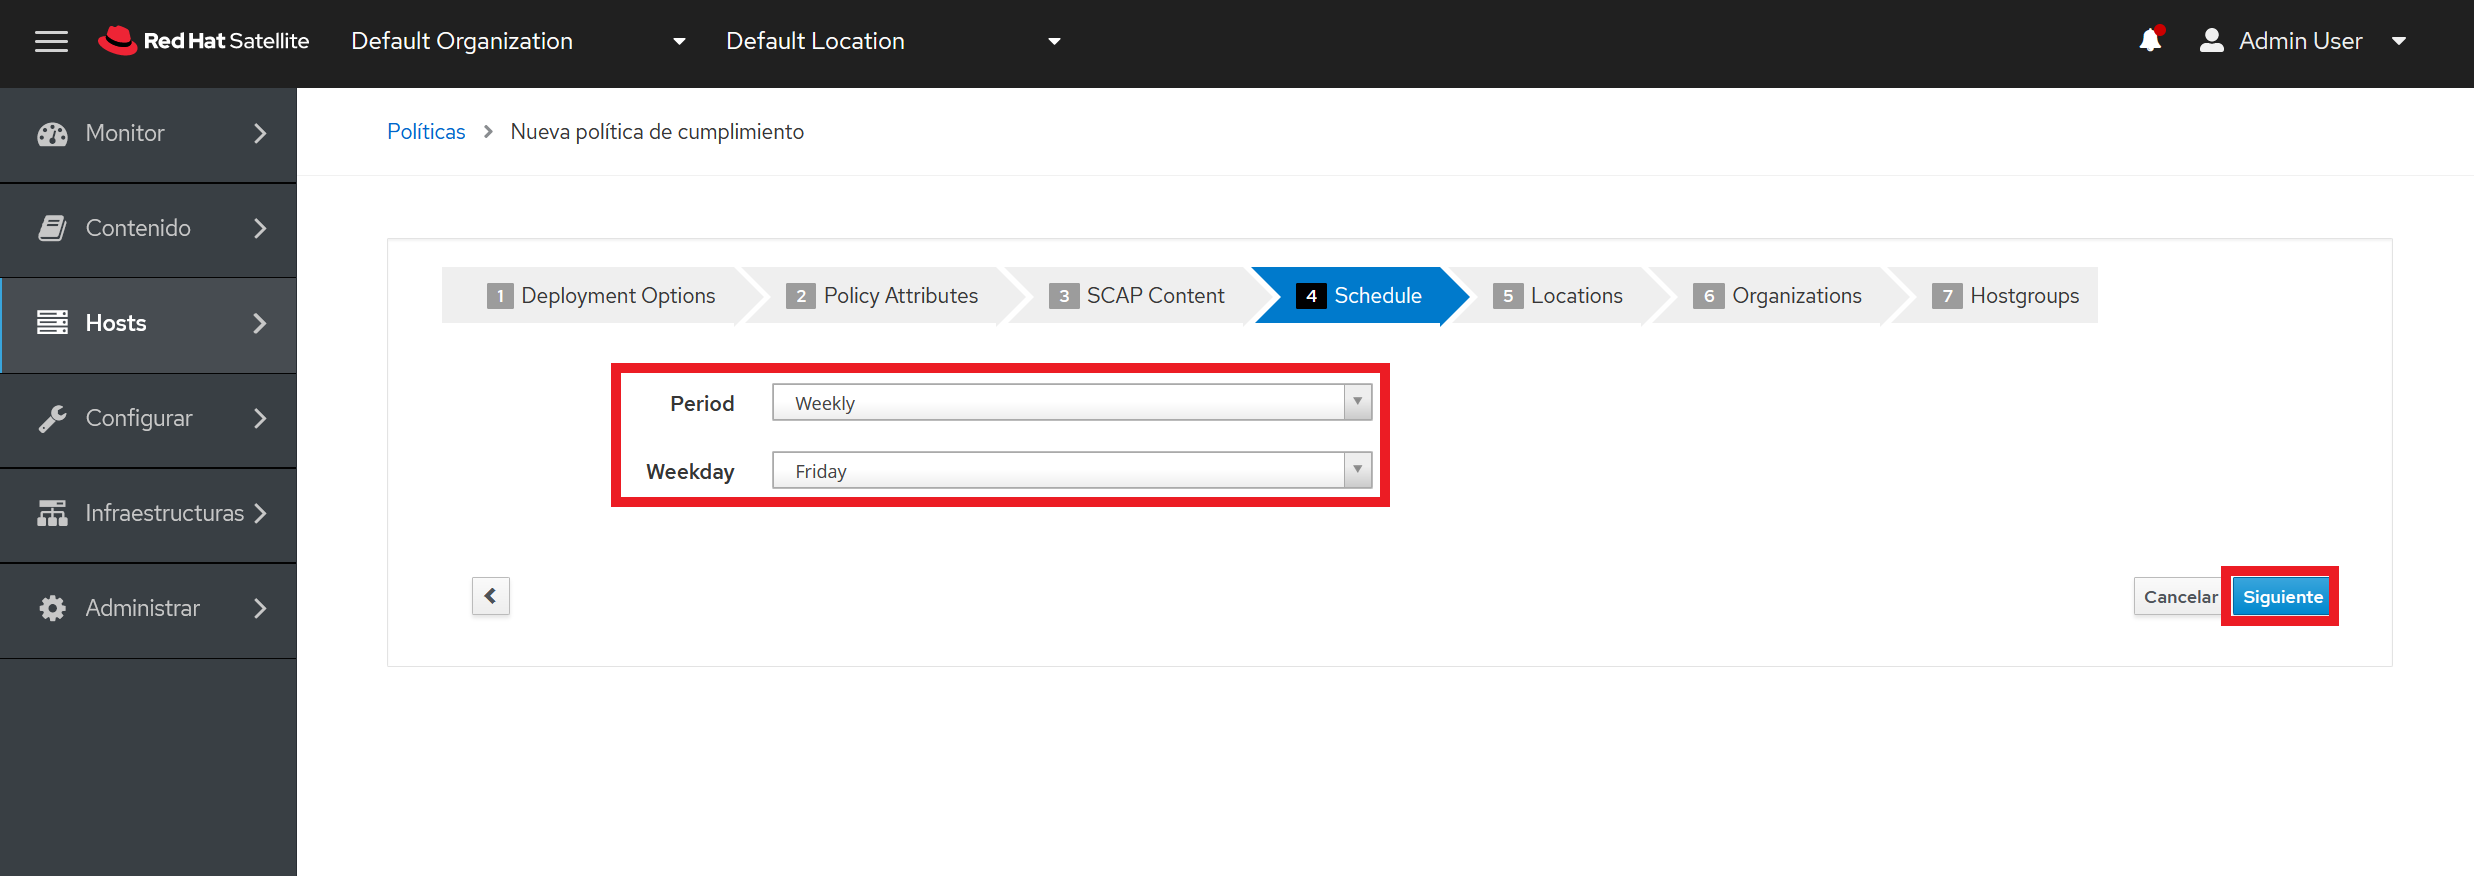 Red Hat Satellite Default Organization Default Location Admin User
Monitor
Contenido
Hosts
Configurar
Infraestructuras
Administrar
Políticas Nueva política de cumplimiento
1 Deployment Options 2 Policy Attributes 3 SCAP Content 4 Schedule 5 Locations 6 Organizations 7 Hostgroups
Period Weekly
Weekday Friday
Cancelar Siguiente